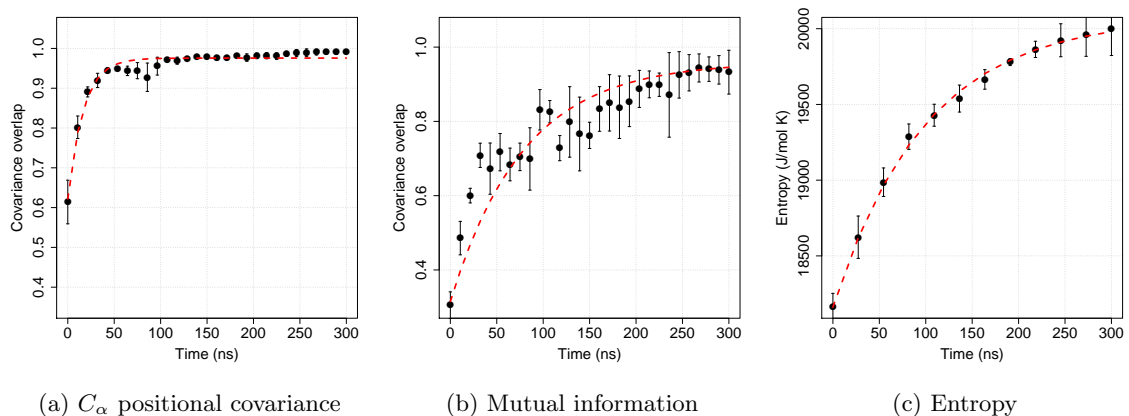 0.4 0.5 0.6 0.7 0.8 0.9 1.0
Covariance overlap
0 50 100 150 200 250 300
Time (ns)
(a) Cα positional covariance
0.4 0.6 0.8 1.0
Covariance overlap
0 50 100 150 200 250 300
Time (ns)
(b) Mutual information
18500 19000 19500 20000
Entropy (J/mol K)
0 50 100 150 200 250 300
Time (ns)
(c) Entropy